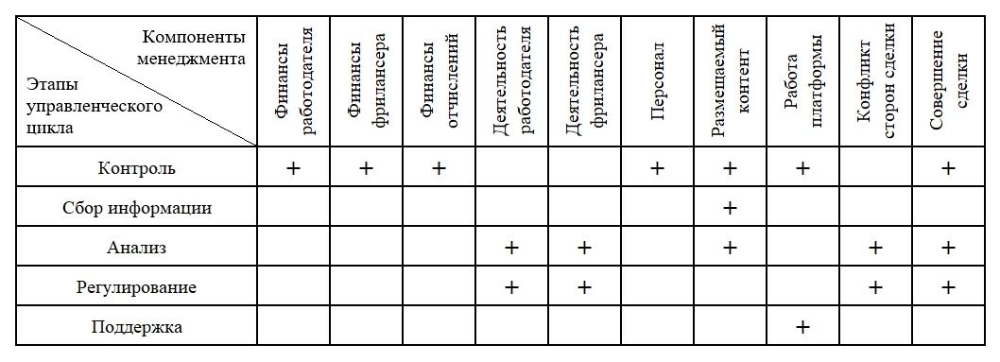 Компоненты
менеджмента
Этапы
управленческого
цикла
Финансы
работодателя
Финансы
фрилансера
Финансы
отчислений
Деятельность
работодателя
Деятельность
фрилансера
Персонал
Размещаемый
контент
Работа
платформы
Конфликт
сторон сделки
Совершение
сделки
Контроль + + + + + + +
Сбор информации +
Анализ + + + + +
Регулирование + + + +
Поддержка +